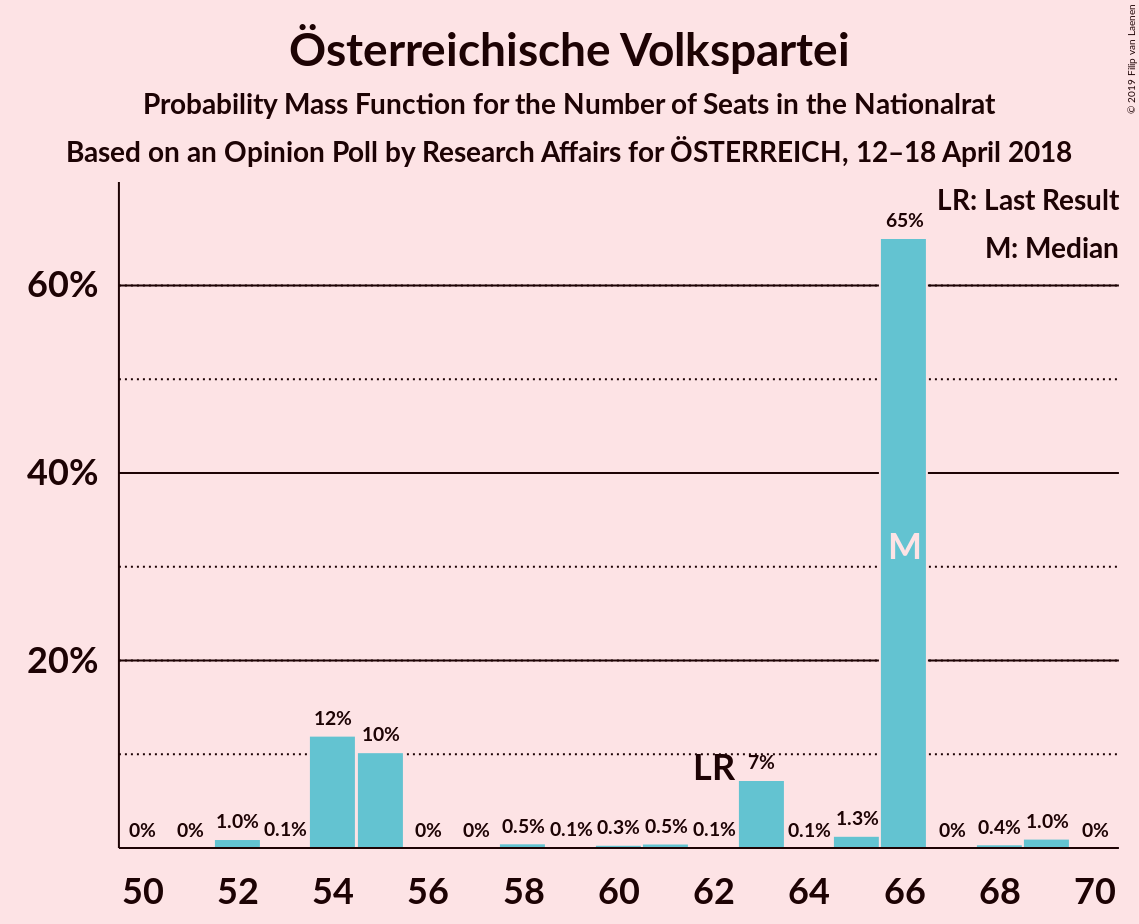 Österreichische Volkspartei
Probability Mass Function for the Number of Seats in the Nationalrat
Based on an Opinion Poll by Research Affairs for ÖSTERREICH, 12–18 April 2018
© 2019 Filip van Laenen
LR: Last Result
M: Median
60%
40%
20%
0% 0% 1.0% 0.1% 12% 10% 0% 0% 0.5% 0.1% 0.3% 0.5% 0.1% 7% 0.1% 1.3% 65% 0% 0.4% 1.0% 0%
LR
M
50 52 54 56 58 60 62 64 66 68 70